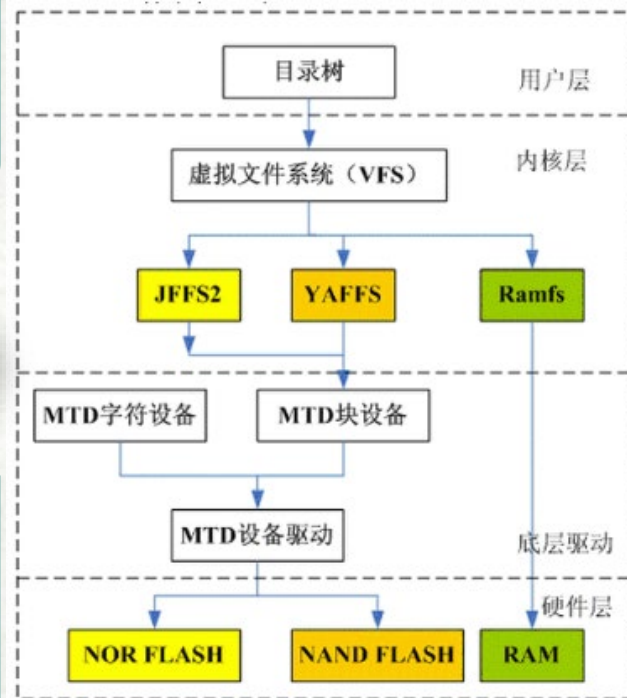 目录树
用户层
内核层
虚拟文件系统（VFS）
JFFS2
YAFFS
Ramfs
MTD字符设备
MTD块设备
MTD设备驱动
底层驱动
硬件层
NOR FLASH
NAND FLASH
RAM